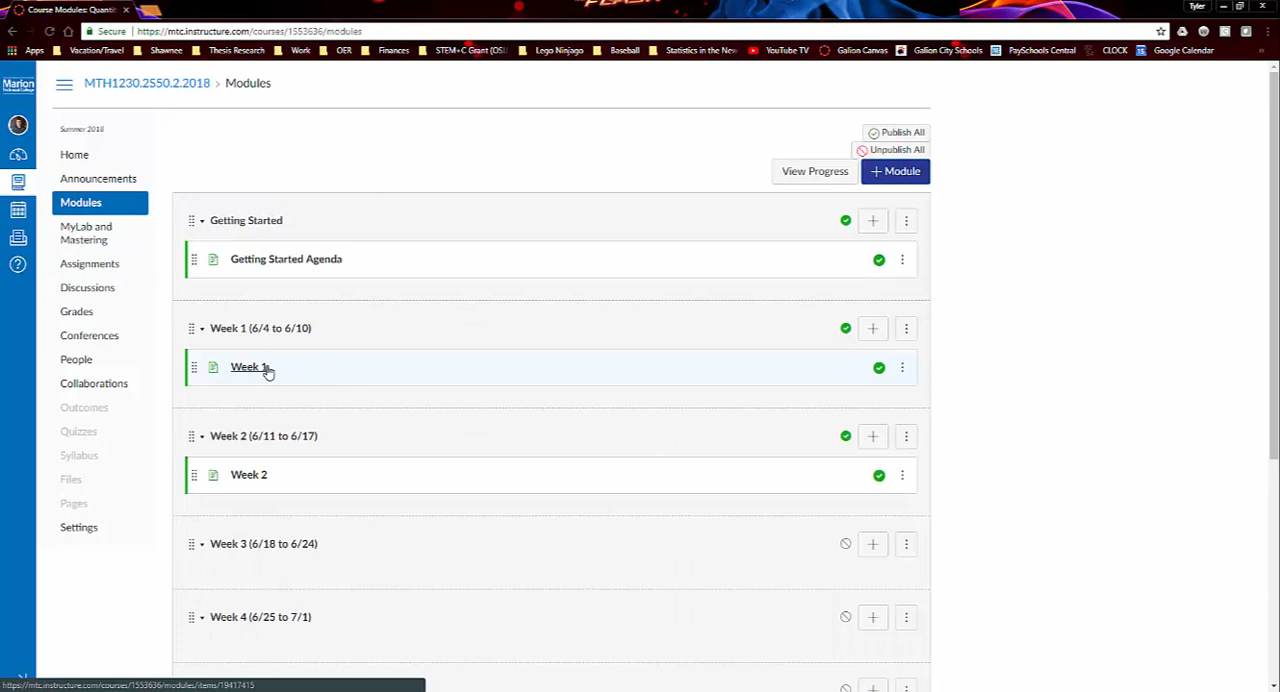 Course Modules: Quanti
Tyler
Secure
https://mtc.instructure.com/courses/1553636/modules
Apps
Vacation/Travel
Shawnee
Thesis Research
Work
OER
Finances
STEM+C Grant (OSU
Lego Ninjago
Baseball
Statistics in the New
YouTube TV
Galion Canvas
Galion City Schools
PaySchools Central
CLOCK
Google Calendar
Marion
MTH1230.2S50.2.2018 > Modules
Summer 2018
Home
Announcements
Modules
MyLab and
Mastering
Assignments
Discussions
Grades
Conferences
People
Collaborations
Outcomes
Quizzes
Syllabus
Files
Pages
Settings
Publish All
Unpublish All
View Progress
+ Module
Getting Started
Getting Started Agenda
Week 1 (6/4 to 6/10)
Week 1
Week 2 (6/11 to 6/17)
Week 2
Week 3 (6/18 to 6/24)
Week 4 (6/25 to 7/1)
https://mtc.instructure.com/courses/1553636/modules/items/19417415